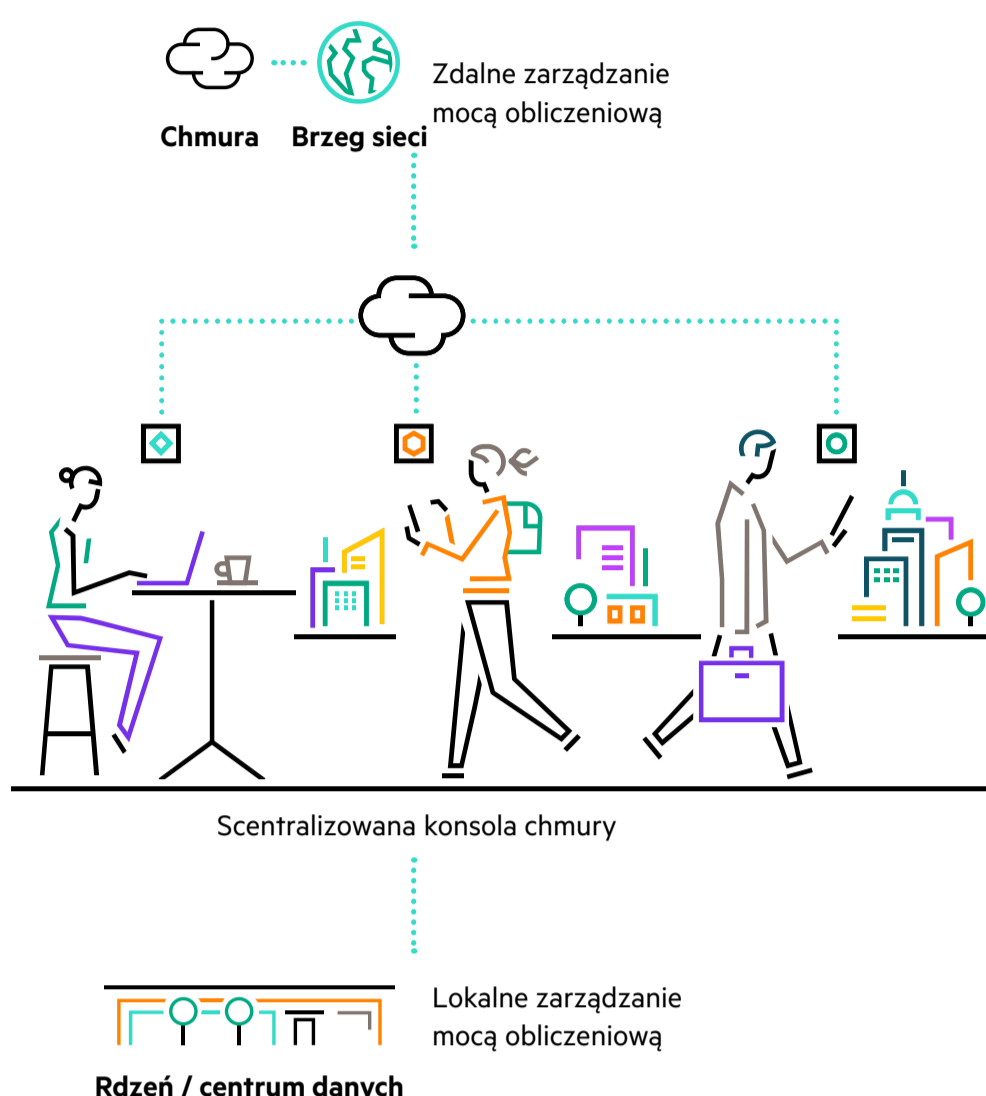 Zdalne zarządzanie
mocą obliczeniową
Chmura
Brzeg sieci
Scentralizowana konsola chmury
Lokalne zarządzanie
mocą obliczeniową
Rdzeń / centrum danych